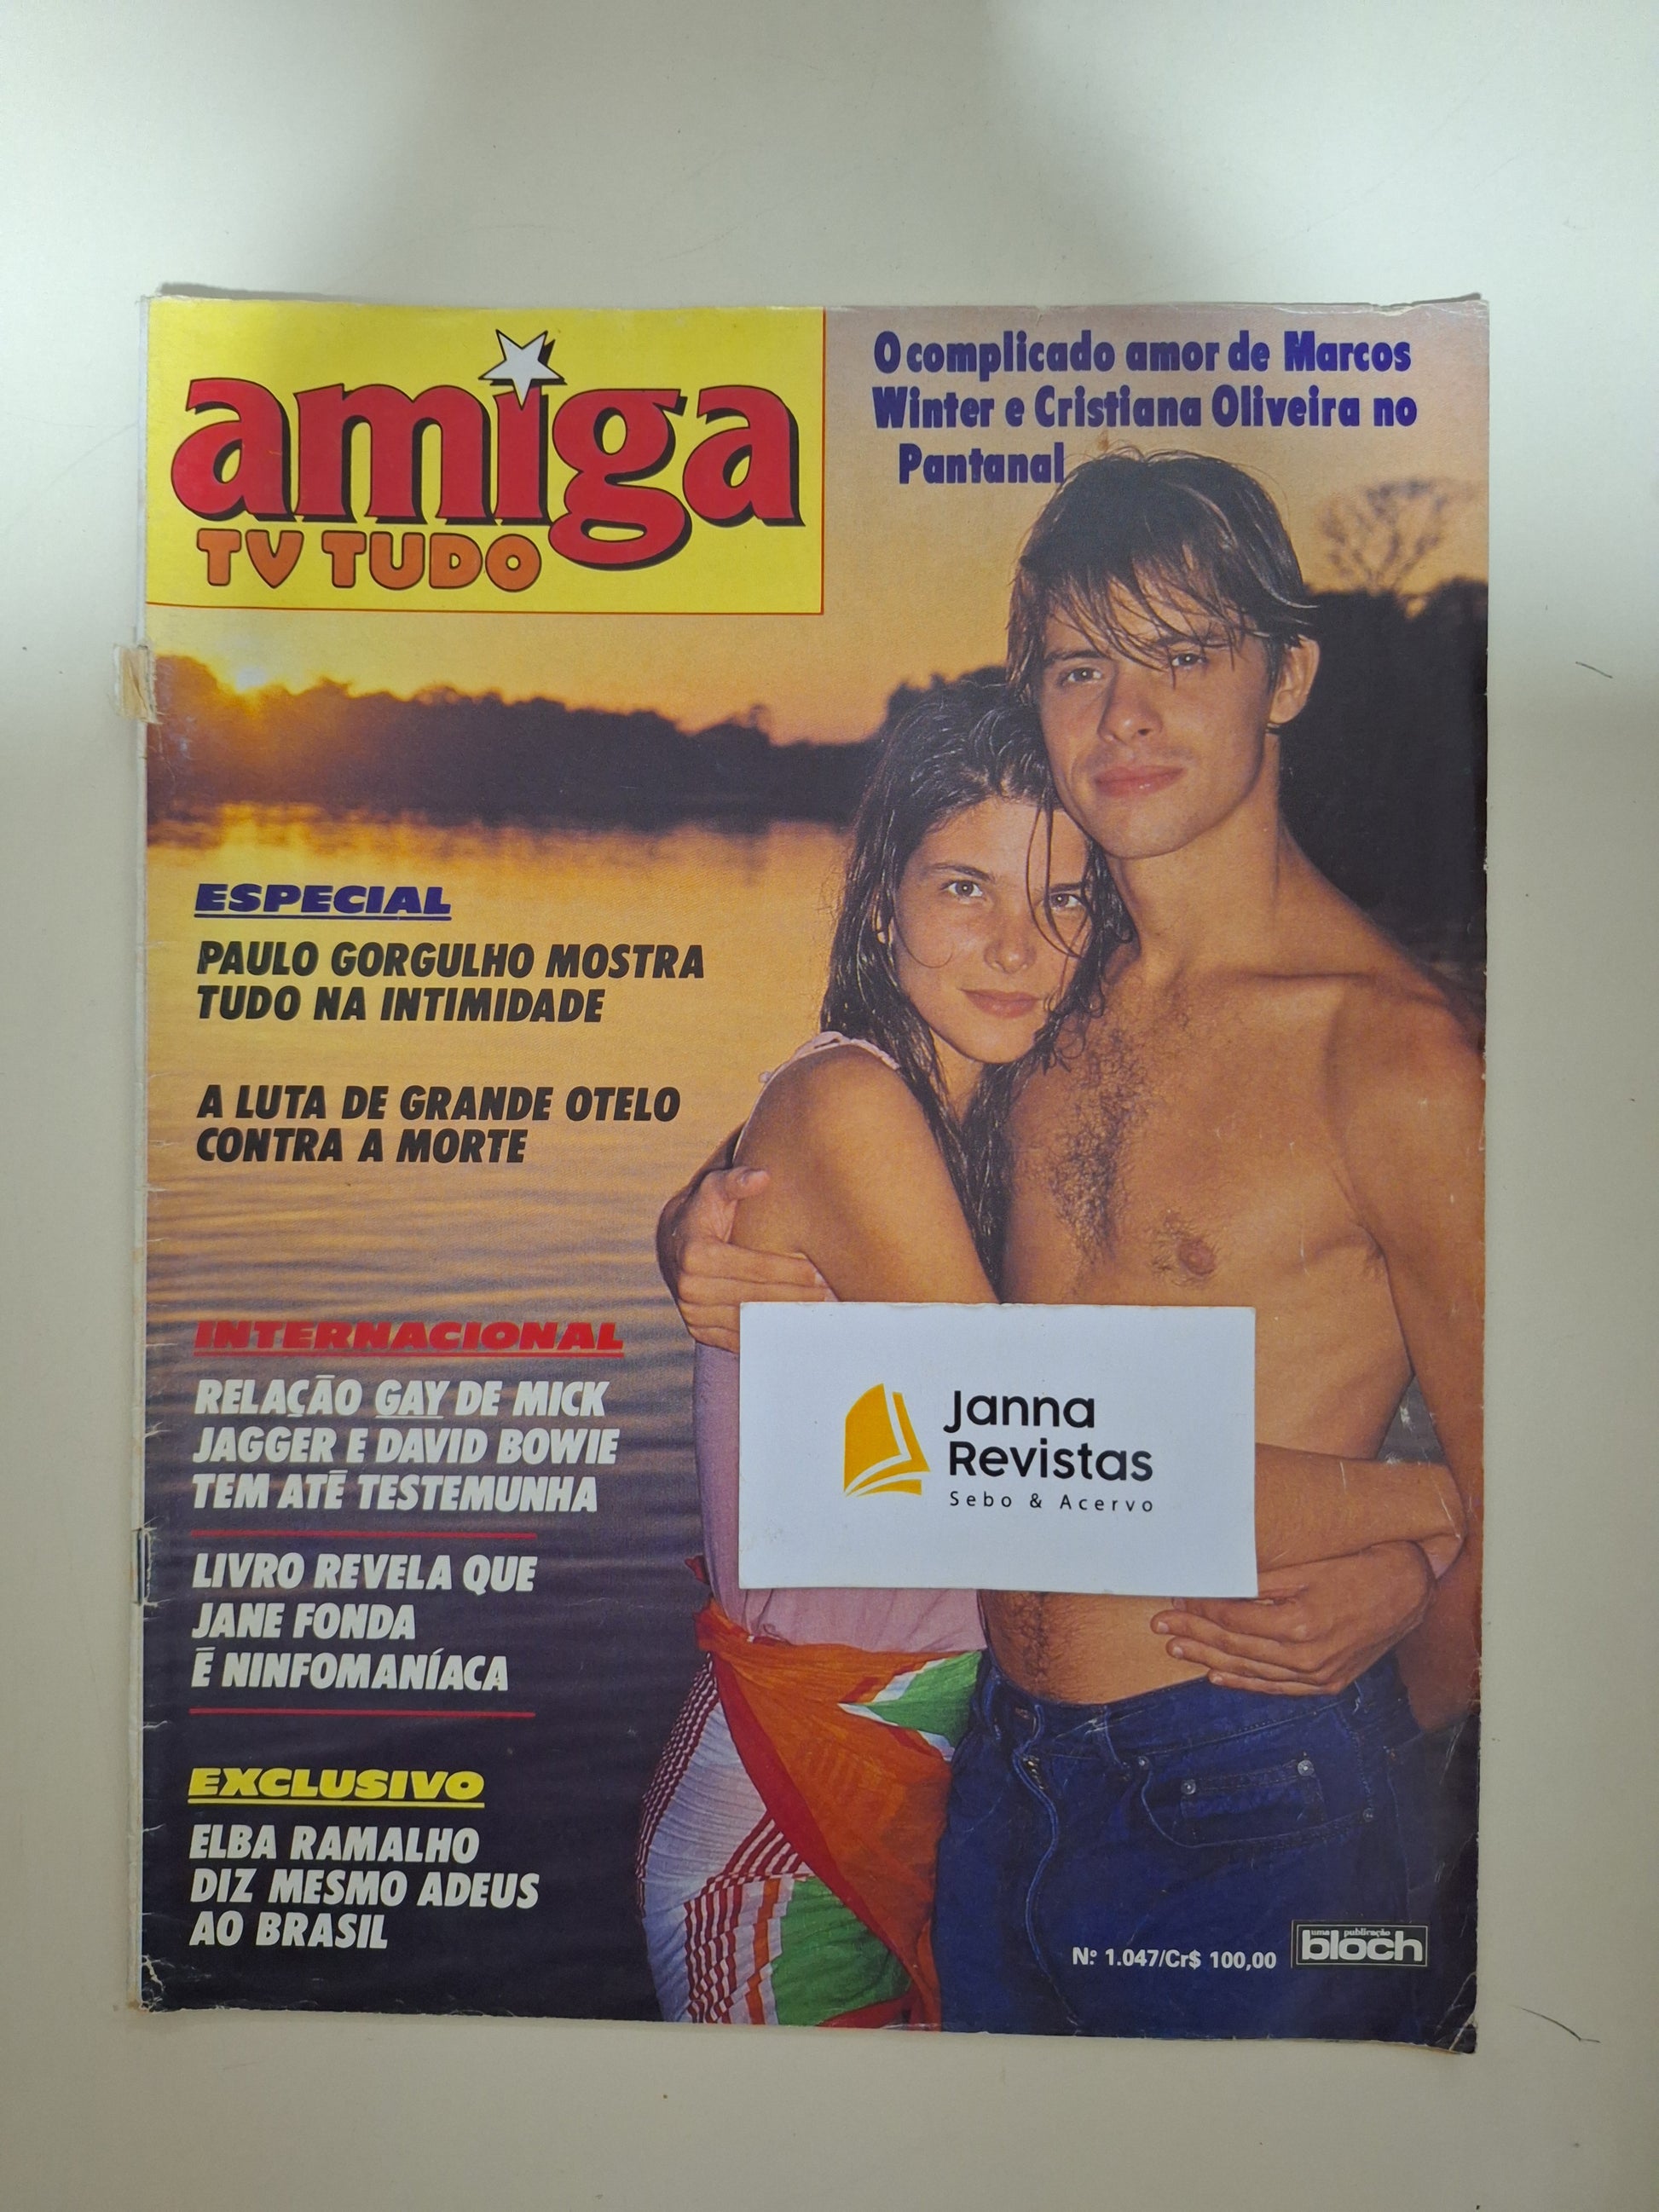 amiga
TV TUDO
O complicado amor de Marcos
Winter e Cristiana Oliveira no
Pantanal
ESPECIAL
PAULO GORGULHO MOSTRA
TUDO NA INTIMIDADE
A LUTA DE GRANDE OTELO
CONTRA A MORTE
INTERNACIONAL
RELAÇÃO GAY DE MICK
JAGGER E DAVID BOWIE
TEM ATÉ TESTEMUNHA
LIVRO REVELA QUE
JANE FONDA
É NINFOMANÍACA
EXCLUSIVO
ELBA RAMALHO
DIZ MESMO ADEUS
AO BRASIL
Janna
Revistas
Sebo & Acervo
Nº 1.047/Cr$ 100,00
uma publicação
bloch